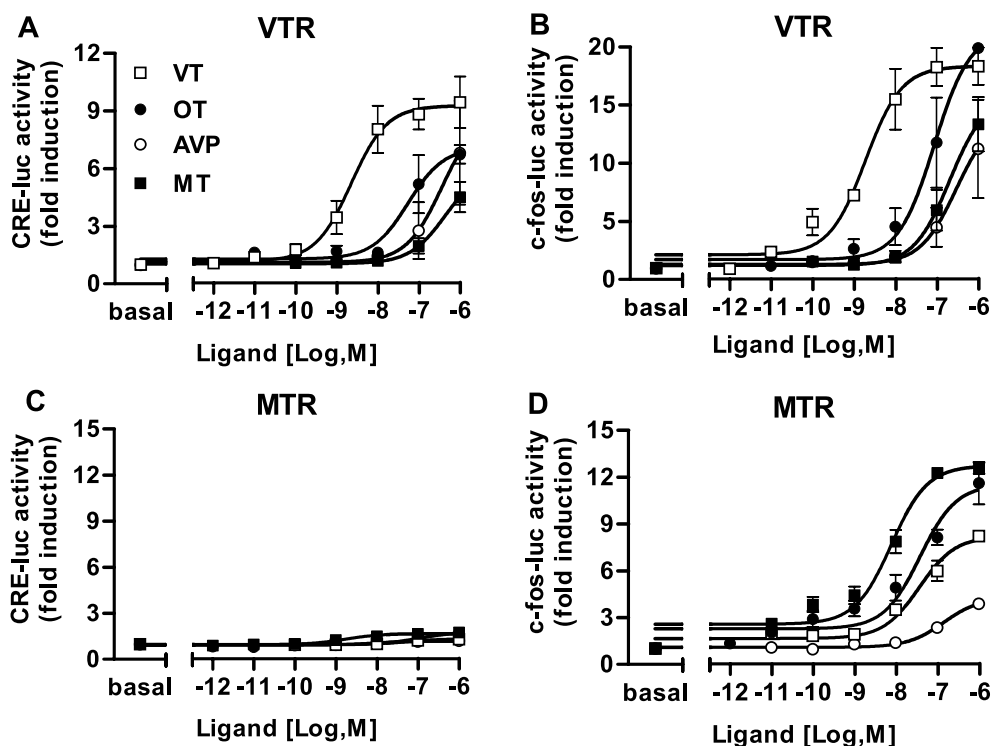 A
VTR
CRE-luc activity
(fold induction)
12
9
6
3
0
VT
OT
AVP
MT
basal
-12 -11 -10 -9 -8 -7 -6
Ligand [Log,M]
B
VTR
c-fos-luc activity
(fold induction)
20
15
10
5
0
basal
-12 -11 -10 -9 -8 -7 -6
Ligand [Log,M]
C
MTR
CRE-luc activity
(fold induction)
15
12
9
6
3
0
basal
-12 -11 -10 -9 -8 -7 -6
Ligand [Log,M]
D
MTR
c-fos-luc activity
(fold induction)
15
12
9
6
3
0
basal
-12 -11 -10 -9 -8 -7 -6
Ligand [Log,M]